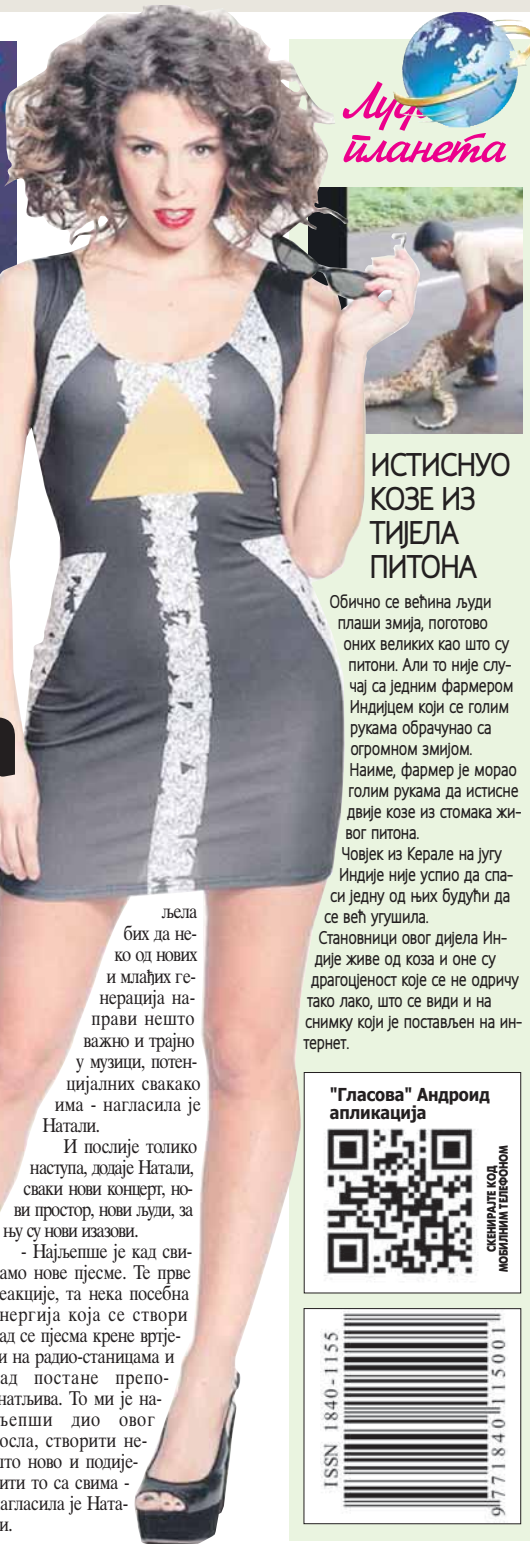 Луда
планета
ИСТИСНУО
КОЗЕ ИЗ
ТИЈЕЛА
ПИТОНА
Обично се већина људи
плаши змија, поготово
оних великих као што су
питони. Али то није слу-
чај са једним фармером
Индијцем који се голим
рукама обрачунао са
огромном змијом.
Наиме, фармер је морао
голим рукама да истисне
двије козе из стомака жи-
вог питона.
Човјек из Керале на југу
Индије није успио да спа-
си једну од њих будући да
се већ угушила.
Становници овог дијела Ин-
дије живе од коза и оне су
драгоцјеност које се не одричу
тако лако, што се види и на
снимку који је постављен на ин-
тернет.
љела
бих да не-
ко од нових
и млађих ге-
нерација на-
прави нешто
важно и трајно
у музици, потен-
цијалних свакако
има - нагласила је
Натали.
И послије толико
наступа, додаје Натали,
сваки нови концерт, но-
ви простор, нови људи, за
њу су нови изазови.
- Најљепше је кад сви-
амо нове пјесме. Те прве
еакције, та нека посебна
нергија која се створи
ад се пјесма крене вртје-
и на радио-станицама и
ад постане препо-
натљива. То ми је на-
љепши дио овог
осла, створити не-
што ново и подије-
ити то са свима -
агласила је Ната-
и.
"Гласова" Андроид
апликација
СКЕНИРАЈТЕ КОД
МОБИЛНИМ ТЕЛЕФОНОМ
ISSN 1840-1155
9 771840 115001